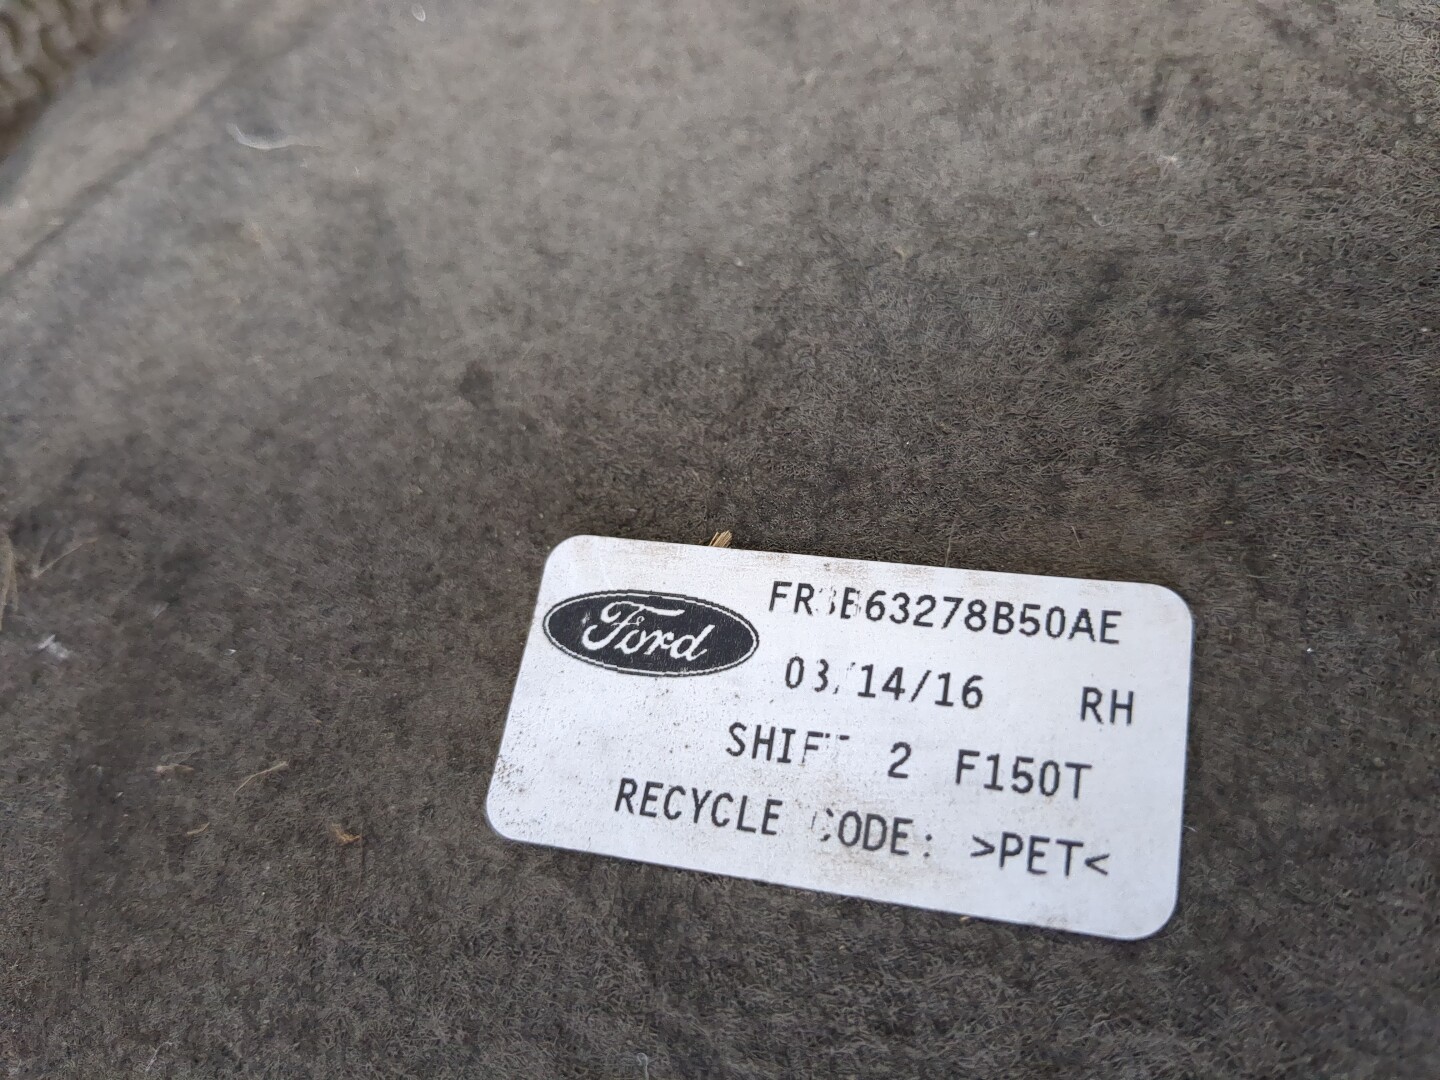 Ford
FR3B63278B50AE
03/14/16 RH
SHIFT 2 F150T
RECYCLE CODE: >PET<